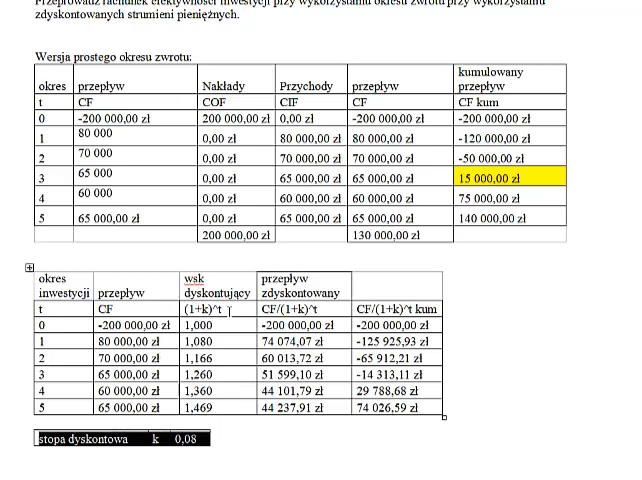 Przeprowadź rachunek efektywności inwestycji przy wykorzystaniu okresu zwrotu przy wykorzystaniu
zdyskontowanych strumieni pieniężnych.
Wersja prostego okresu zwrotu:
okres przepływ Nakłady Przychody przepływ kumulowany przepływ
t CF COF CIF CF CF kum
0 -200 000,00 zł 200 000,00 zł 0,00 zł -200 000,00 zł -200 000,00 zł
1 80 000 0,00 zł 80 000,00 zł 80 000,00 zł -120 000,00 zł
2 70 000 0,00 zł 70 000,00 zł 70 000,00 zł -50 000,00 zł
3 65 000 0,00 zł 65 000,00 zł 65 000,00 zł 15 000,00 zł
4 60 000 0,00 zł 60 000,00 zł 60 000,00 zł 75 000,00 zł
5 65 000,00 zł 0,00 zł 65 000,00 zł 65 000,00 zł 140 000,00 zł
200 000,00 zł 130 000,00 zł
okres inwestycji przepływ wsk dyskontujący przepływ zdyskontowany
t CF (1+k)^t CF/(1+k)^t CF/(1+k)^t kum
0 -200 000,00 zł 1,000 -200 000,00 zł -200 000,00 zł
1 80 000,00 zł 1,080 74 074,07 zł -125 925,93 zł
2 70 000,00 zł 1,166 60 013,72 zł -65 912,21 zł
3 65 000,00 zł 1,260 51 599,10 zł -14 313,11 zł
4 60 000,00 zł 1,360 44 101,79 zł 29 788,68 zł
5 65 000,00 zł 1,469 44 237,91 zł 74 026,59 zł
stopa dyskontowa k 0,08